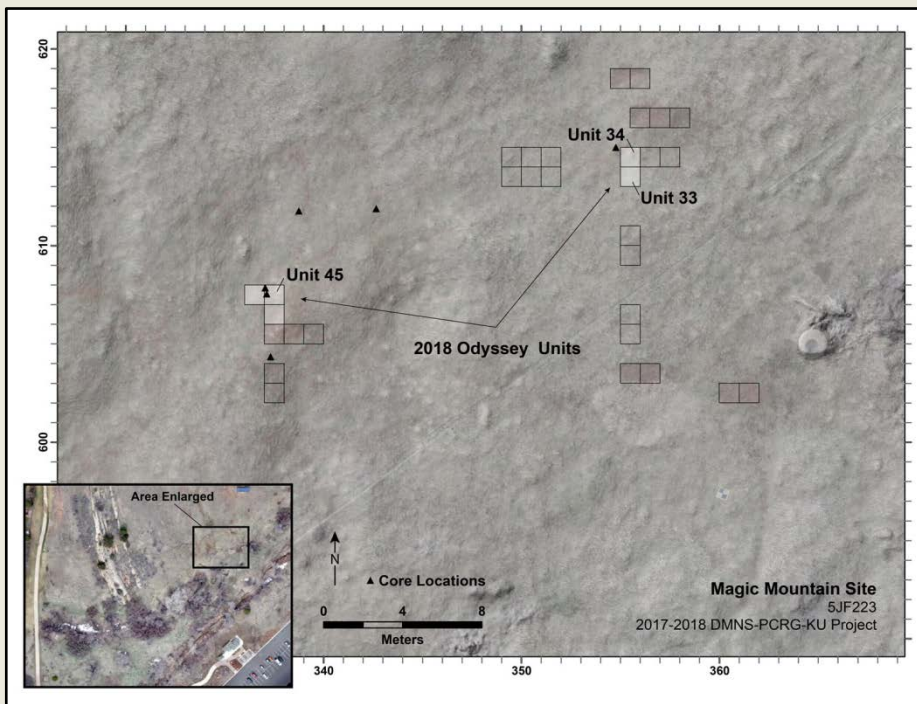 620
Unit 34
Unit 33
610
Unit 45
2018 Odyssey Units
600
Area Enlarged
N
Core Locations
0 4 8
Meters
Magic Mountain Site
5JF223
2017-2018 DMNS-PCRG-KU Project
340 350 360